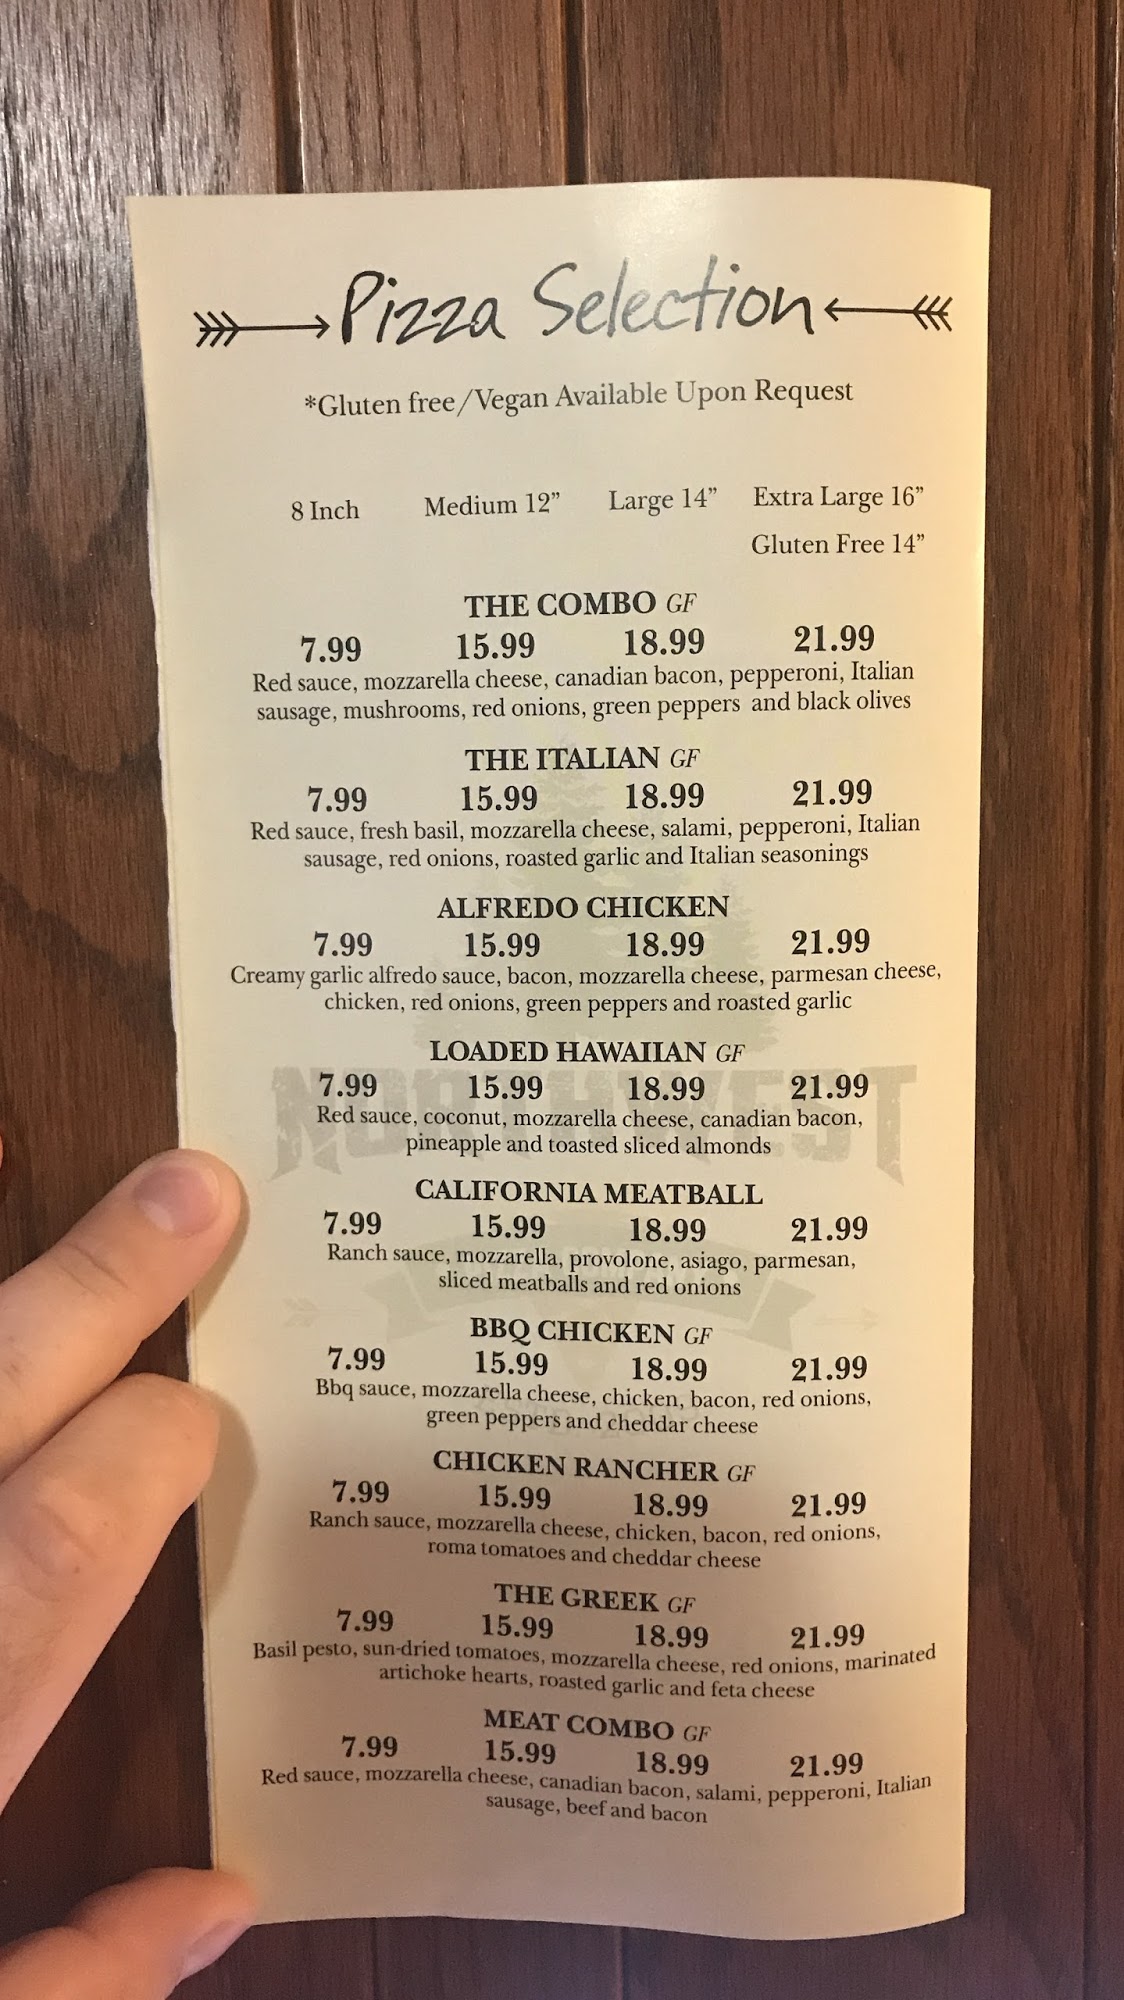 Pizza Selection
*Gluten free/Vegan Available Upon Request
8 Inch Medium 12” Large 14” Extra Large 16”
Gluten Free 14”
THE COMBO GF
7.99 15.99 18.99 21.99
Red sauce, mozzarella cheese, canadian bacon, pepperoni, Italian
sausage, mushrooms, red onions, green peppers and black olives
THE ITALIAN GF
7.99 15.99 18.99 21.99
Red sauce, fresh basil, mozzarella cheese, salami, pepperoni, Italian
sausage, red onions, roasted garlic and Italian seasonings
ALFREDO CHICKEN
7.99 15.99 18.99 21.99
Creamy garlic alfredo sauce, bacon, mozzarella cheese, parmesan cheese,
chicken, red onions, green peppers and roasted garlic
LOADED HAWAIIAN GF
7.99 15.99 18.99 21.99
NORTHWEST
Red sauce, coconut, mozzarella cheese, canadian bacon,
pineapple and toasted sliced almonds
CALIFORNIA MEATBALL
7.99 15.99 18.99 21.99
Ranch sauce, mozzarella, provolone, asiago, parmesan,
sliced meatballs and red onions
BBQ CHICKEN GF
7.99 15.99 18.99 21.99
Bbq sauce, mozzarella cheese, chicken, bacon, red onions,
green peppers and cheddar cheese
CHICKEN RANCHER GF
7.99 15.99 18.99 21.99
Ranch sauce, mozzarella cheese, chicken, bacon, red onions,
roma tomatoes and cheddar cheese
THE GREEK GF
7.99 15.99 18.99 21.99
Basil pesto, sun-dried tomatoes, mozzarella cheese, red onions, marinated
artichoke hearts, roasted garlic and feta cheese
MEAT COMBO GF
7.99 15.99 18.99 21.99
Red sauce, mozzarella cheese, canadian bacon, salami, pepperoni, Italian
sausage, beef and bacon